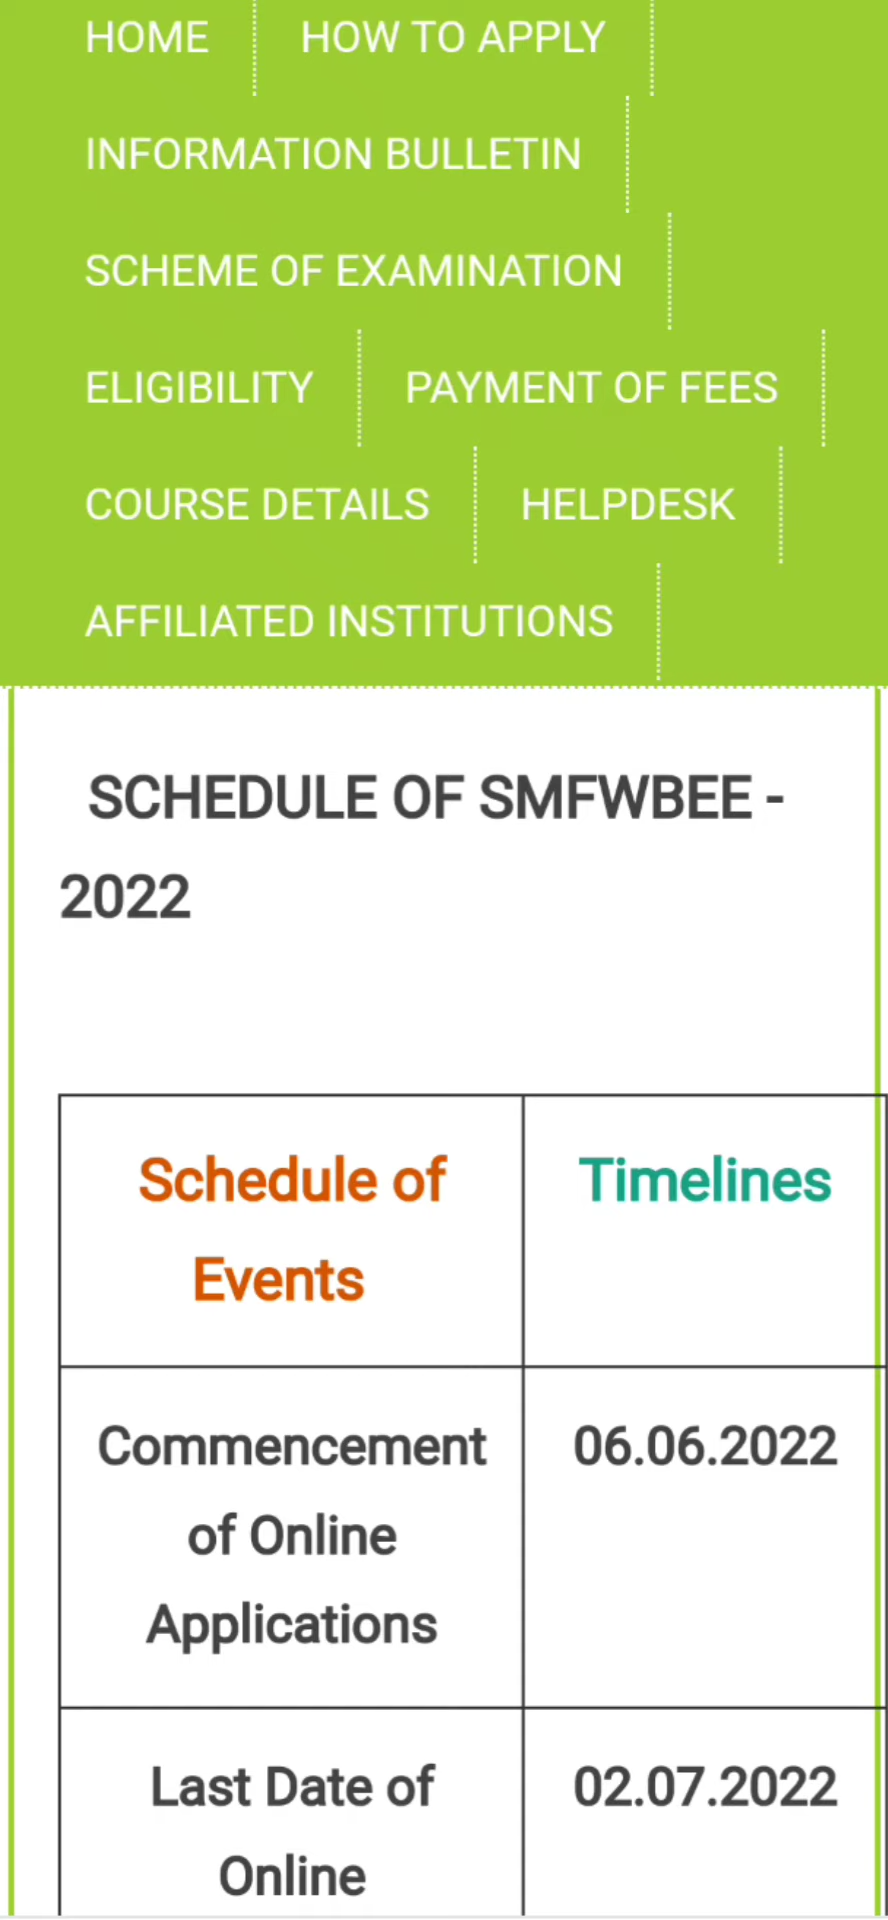 HOME HOW TO APPLY
INFORMATION BULLETIN
SCHEME OF EXAMINATION
ELIGIBILITY PAYMENT OF FEES
COURSE DETAILS HELPDESK
AFFILIATED INSTITUTIONS
SCHEDULE OF SMFWBEE -
2022
Schedule of Timelines
Events
Commencement 06.06.2022
of Online
Applications
Last Date of 02.07.2022
Online